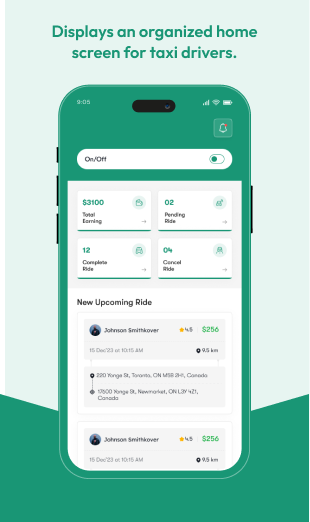 Displays an organized home
screen for taxi drivers.
9:05
On/Off
$3100
Total
Earning
02
Pending
Ride
12
Complete
Ride
04
Cancel
Ride
New Upcoming Ride
Johnson Smithkover
4.5
$256
15 Dec'23 at 10:15 AM
9.5 km
220 Yonge St, Toronto, ON M5B 2H1, Canada
17600 Yonge St, Newmarket, ON L3Y 4Z1,
Canada
Johnson Smithkover
4.5
$256
15 Dec'23 at 10:15 AM
9.5 km